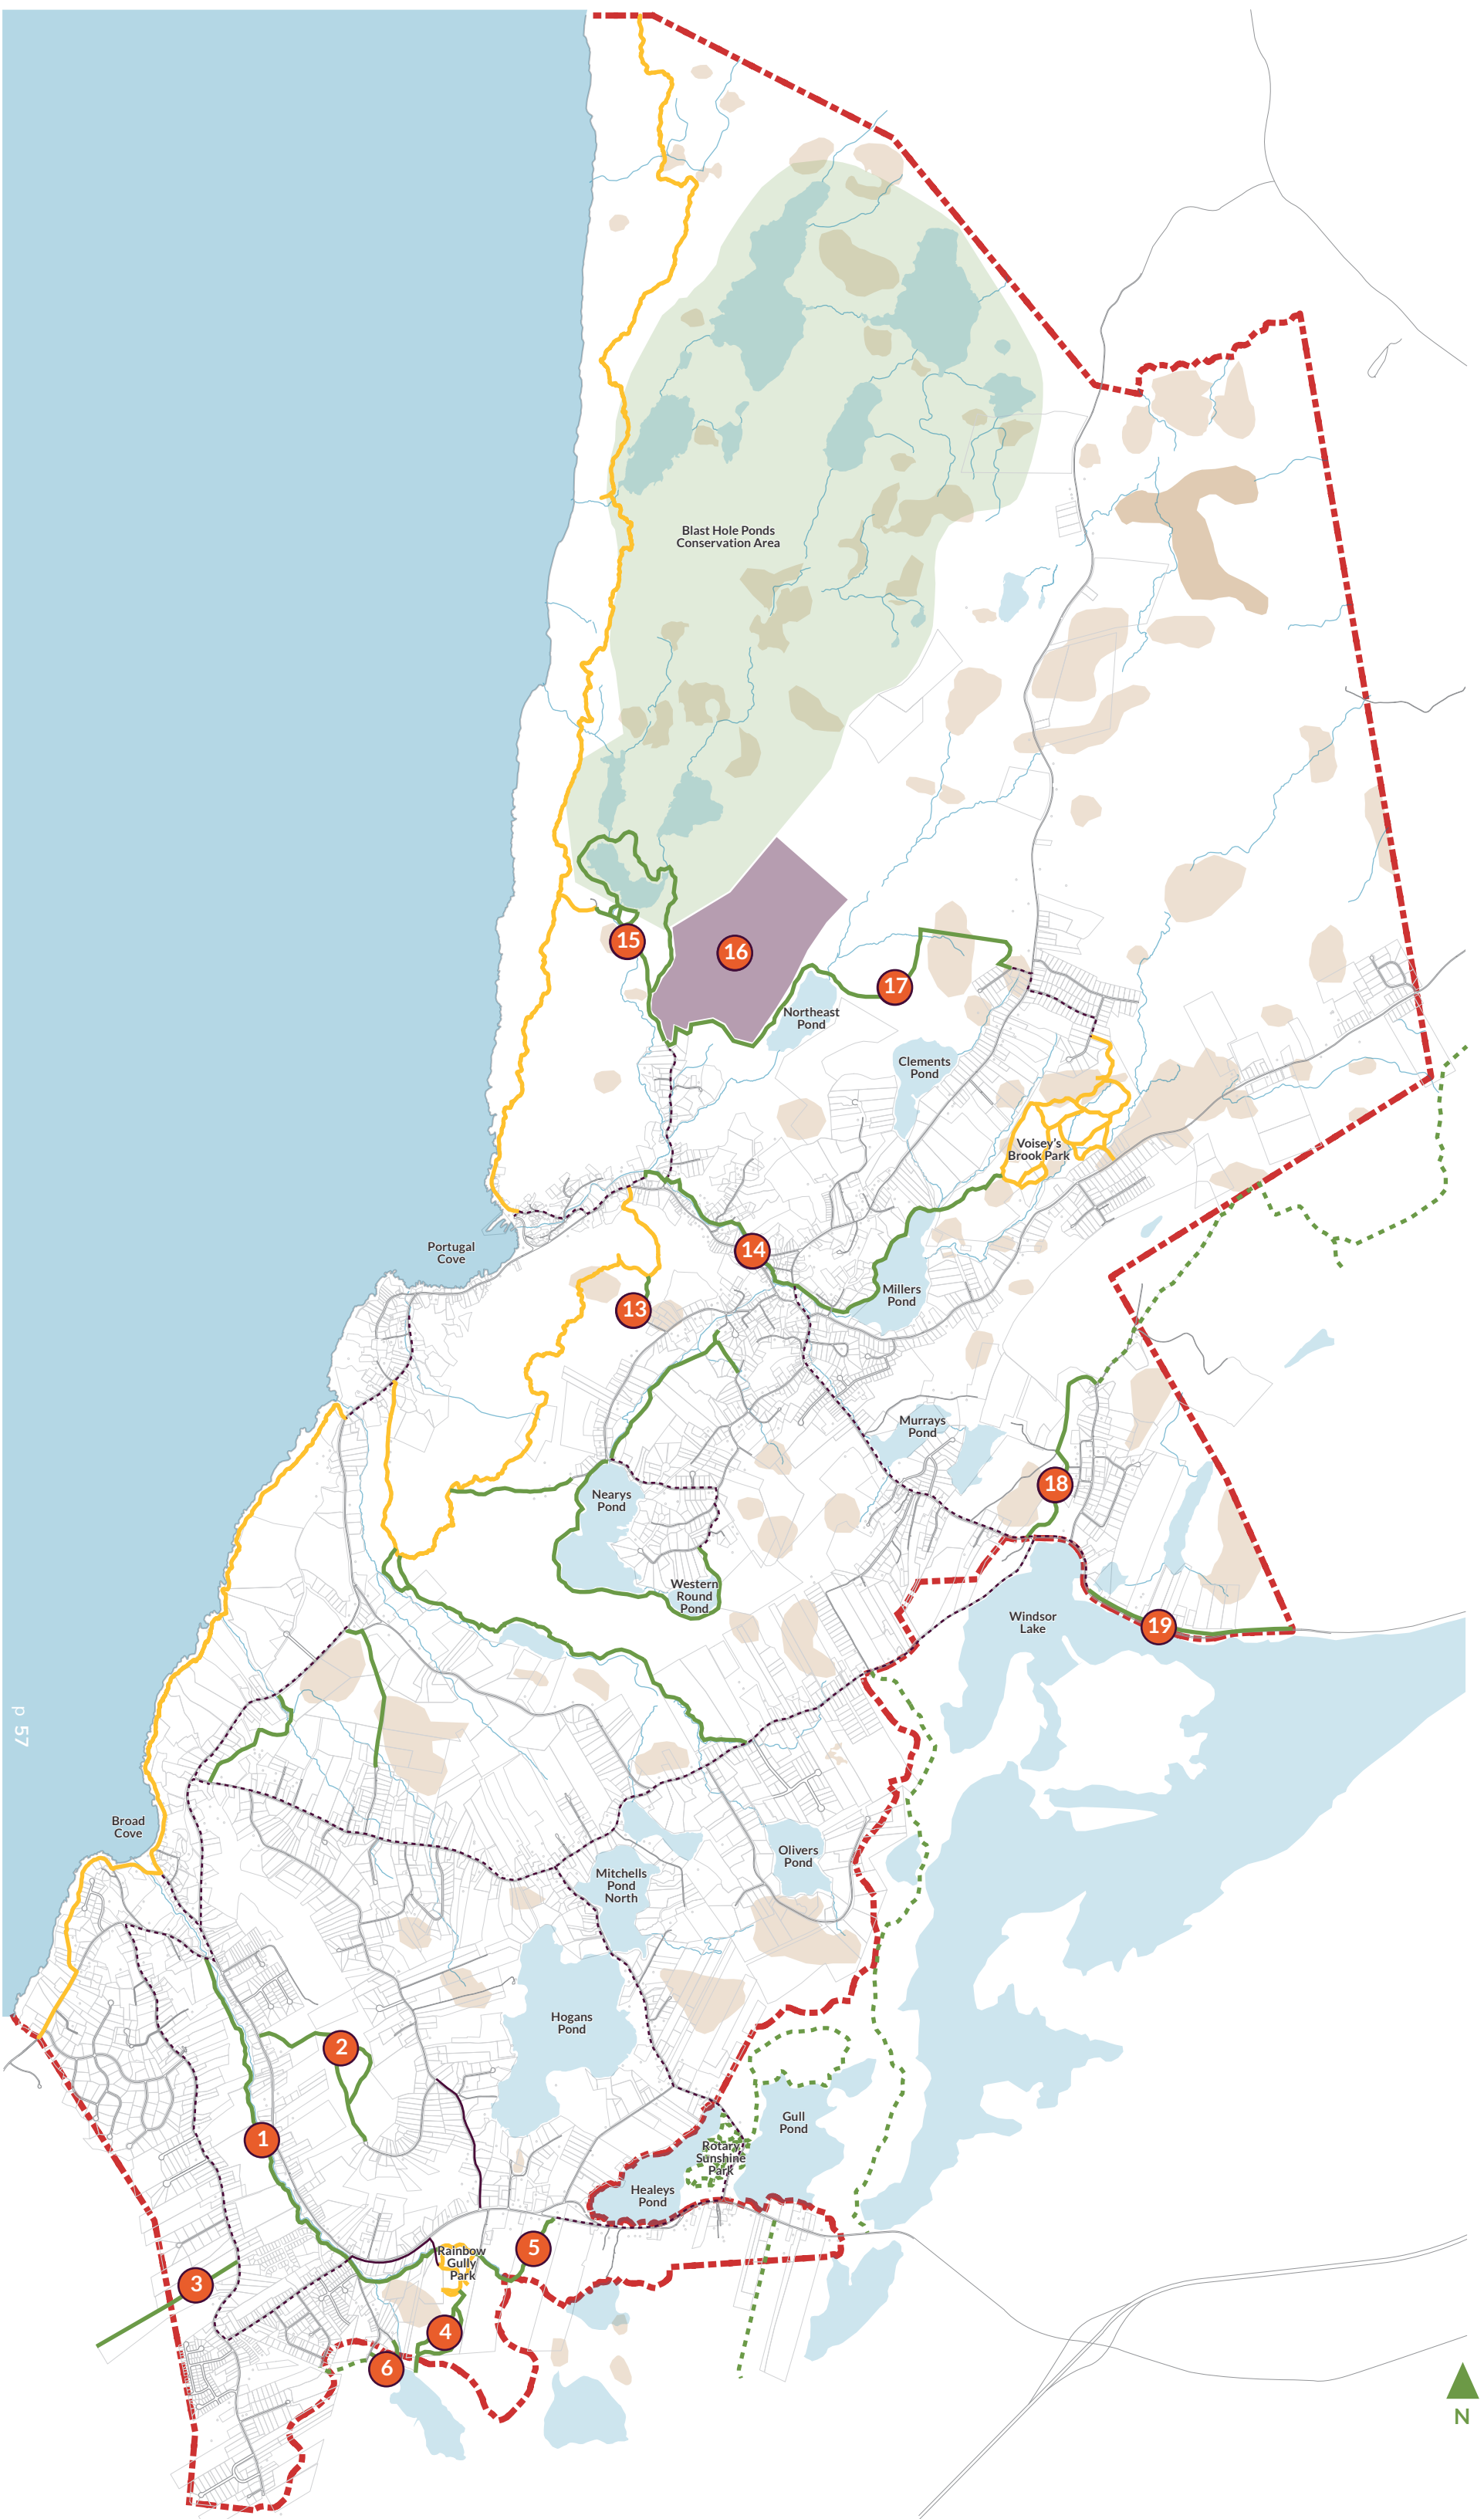 Blast Hole Ponds
Conservation Area
15
16
17
Northeast
Pond
Clements
Pond
Voisey's
Brook Park
Portugal
Cove
14
Millers
Pond
13
Murrays
Pond
18
Nearys
Pond
Western
Round
Pond
Windsor
Lake
19
p 57
Broad
Cove
Olivers
Pond
Mitchells
Pond
North
Hogans
Pond
2
1
Gull
Pond
Rotary
Sunshine
Park
Healeys
Pond
5
Rainbow
Gully
Park
3
4
6
N